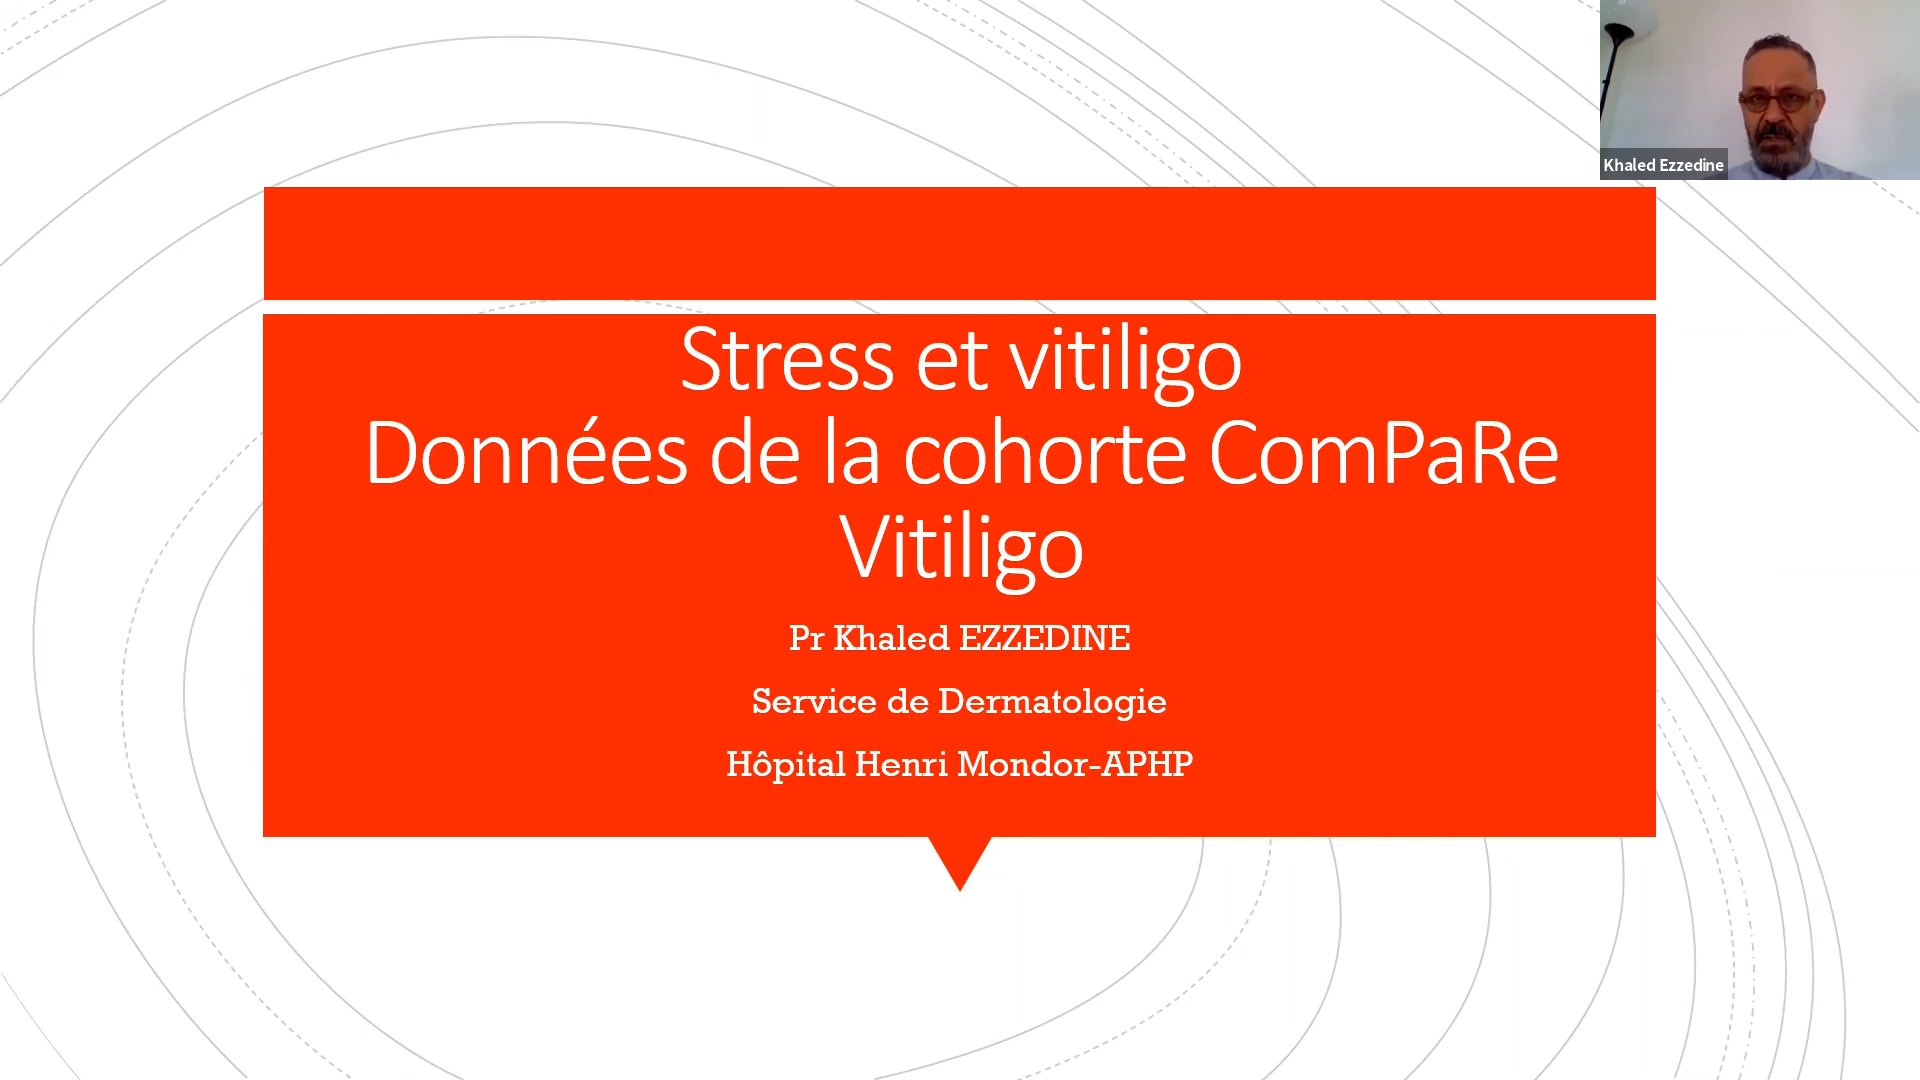 Khaled Ezzedine
Stress et vitiligo
Données de la cohorte ComPaRe
Vitiligo
Pr Khaled EZZEDINE
Service de Dermatologie
Hôpital Henri Mondor-APHP